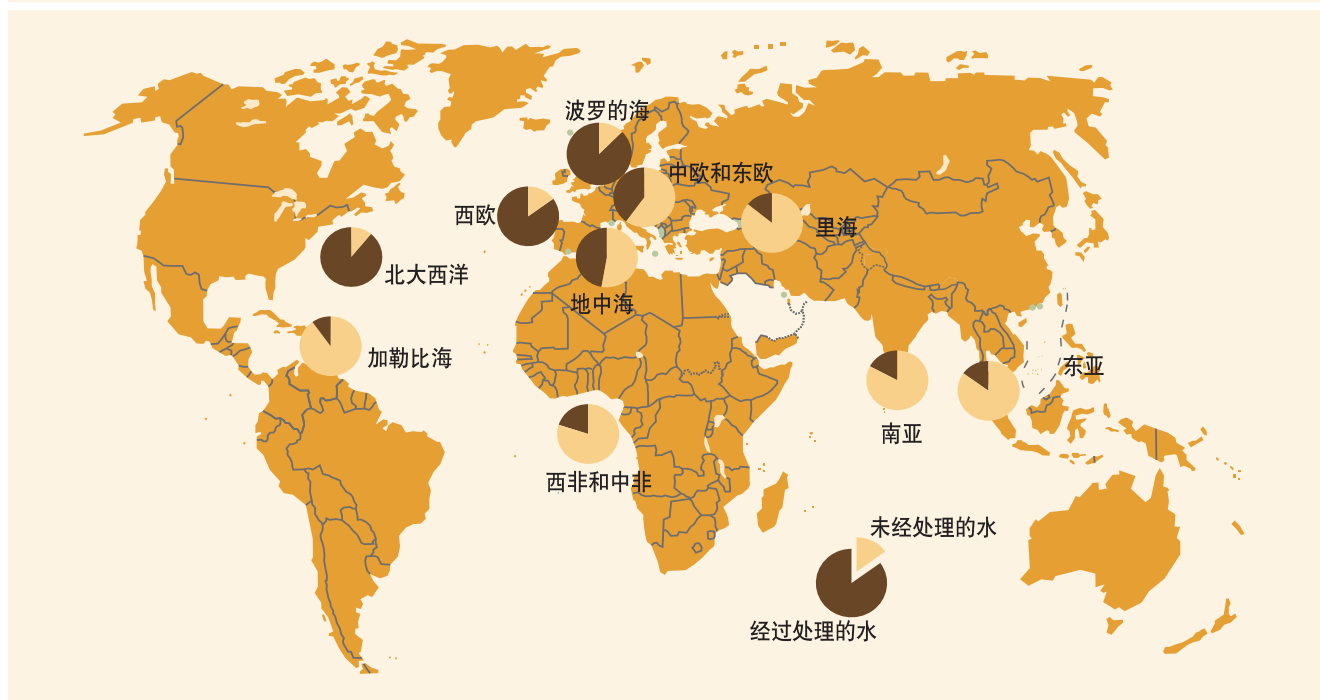 波罗的海
中欧和东欧
西欧
里海
北大西洋
地中海
加勒比海
东亚
南亚
西非和中非
未经处理的水
经过处理的水